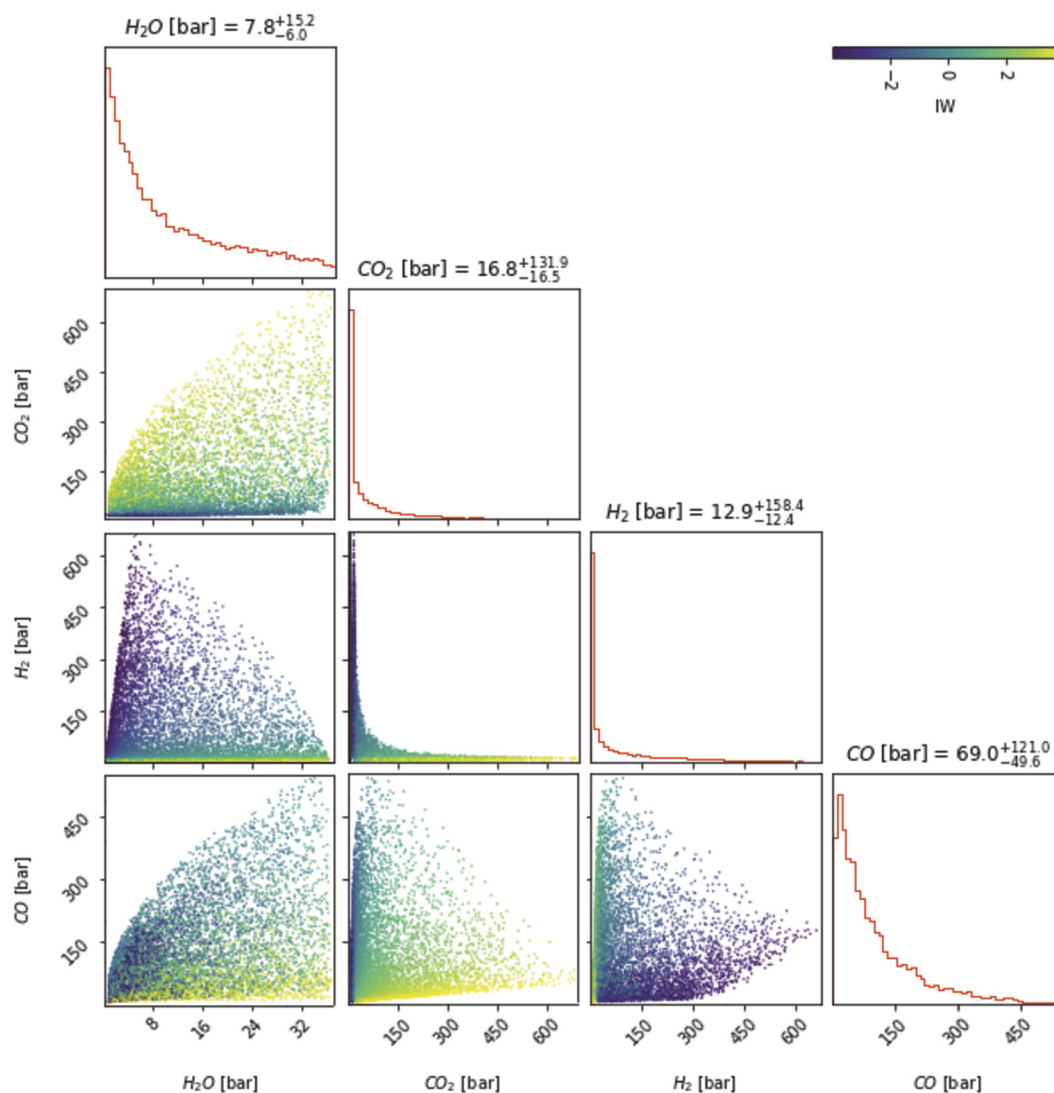 H₂O [bar] = 7.8⁺¹⁵·²₋₆.₀
−2 0 2
IW
CO₂ [bar] = 16.8⁺¹³¹·⁹₋₁₆.₅
600
450
300
150
CO₂ [bar]
H₂ [bar] = 12.9⁺¹⁵⁸·⁴₋₁₂.₄
600
450
300
150
H₂ [bar]
CO [bar] = 69.0⁺¹²¹·⁰₋₄₉.₆
450
300
150
CO [bar]
8 16 24 32 150 300 450 600 150 300 450 600 150 300 450
H₂O [bar] CO₂ [bar] H₂ [bar] CO [bar]